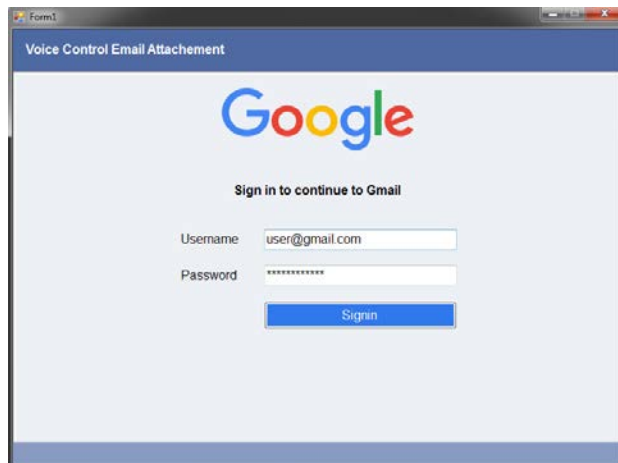 Form1
Voice Control Email Attachement
Google
Sign in to continue to Gmail
Username user@gmail.com
Password ************
Signin